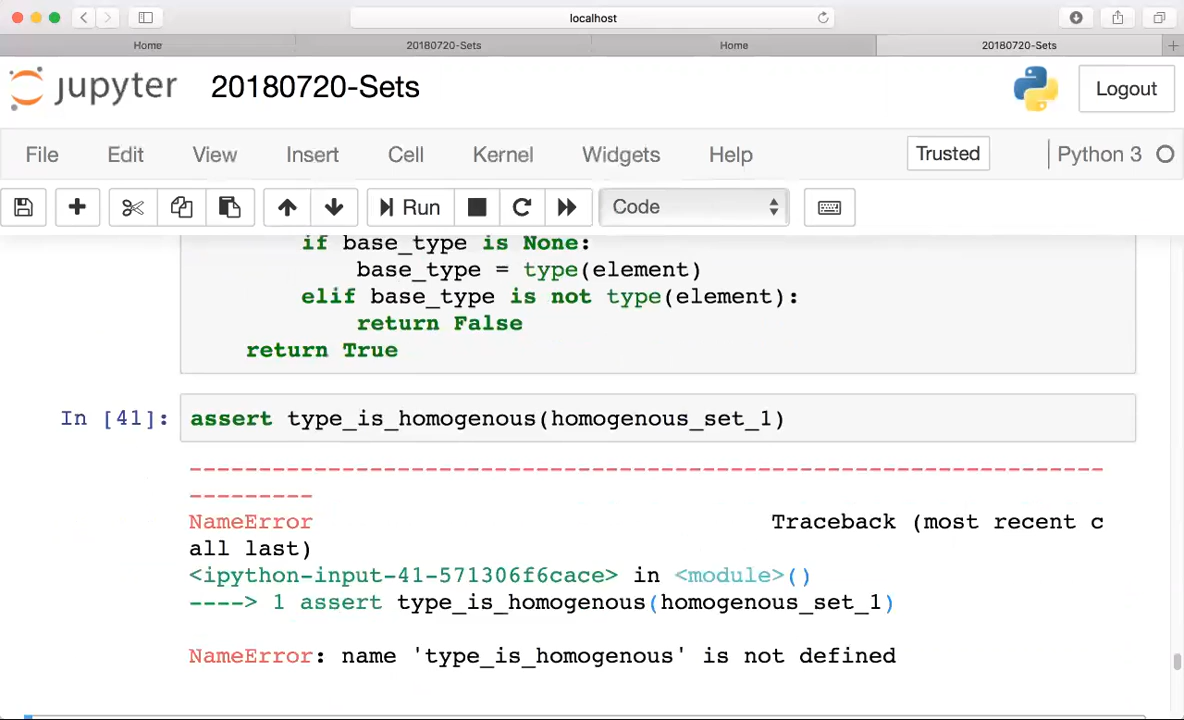 localhost
Home
20180720-Sets
Home
20180720-Sets
jupyter 20180720-Sets
Logout
File Edit View Insert Cell Kernel Widgets Help Trusted Python 3
Run Code
if base_type is None:
base_type = type(element)
elif base_type is not type(element):
return False
return True
In [41]: assert type_is_homogenous(homogenous_set_1)
---------------------------------------------------------------------------
NameError Traceback (most recent c
all last)
<ipython-input-41-571306f6cace> in <module>()
----> 1 assert type_is_homogenous(homogenous_set_1)
NameError: name 'type_is_homogenous' is not defined